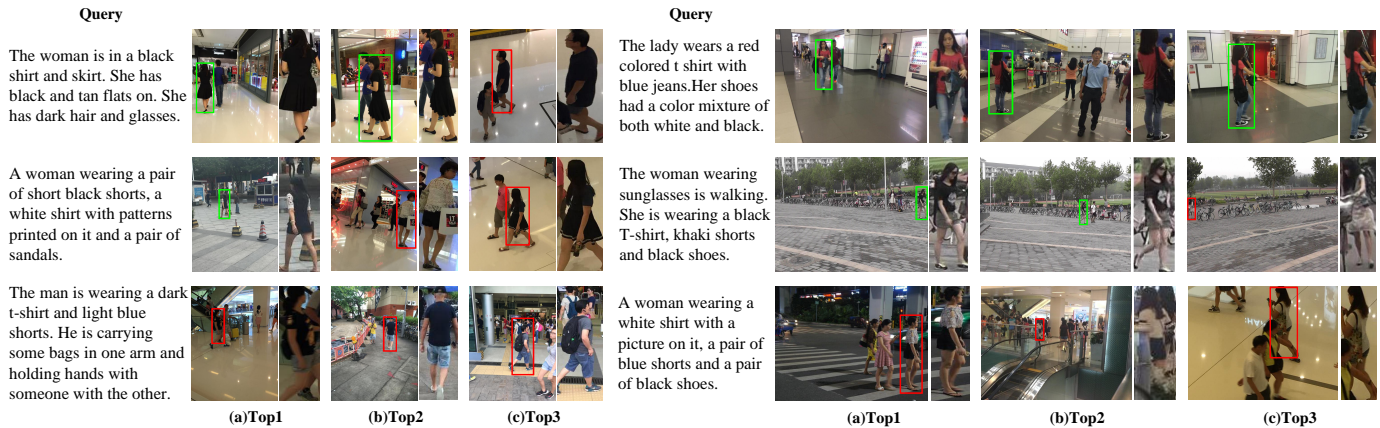 Query
The woman is in a black
shirt and skirt. She has
black and tan flats on. She
has dark hair and glasses.
A woman wearing a pair
of short black shorts, a
white shirt with patterns
printed on it and a pair of
sandals.
The man is wearing a dark
t-shirt and light blue
shorts. He is carrying
some bags in one arm and
holding hands with
someone with the other.
(a)Top1
(b)Top2
(c)Top3
Query
The lady wears a red
colored t shirt with
blue jeans.Her shoes
had a color mixture of
both white and black.
The woman wearing
sunglasses is walking.
She is wearing a black
T-shirt, khaki shorts
and black shoes.
A woman wearing a
white shirt with a
picture on it, a pair of
blue shorts and a pair
of black shoes.
(a)Top1
(b)Top2
(c)Top3